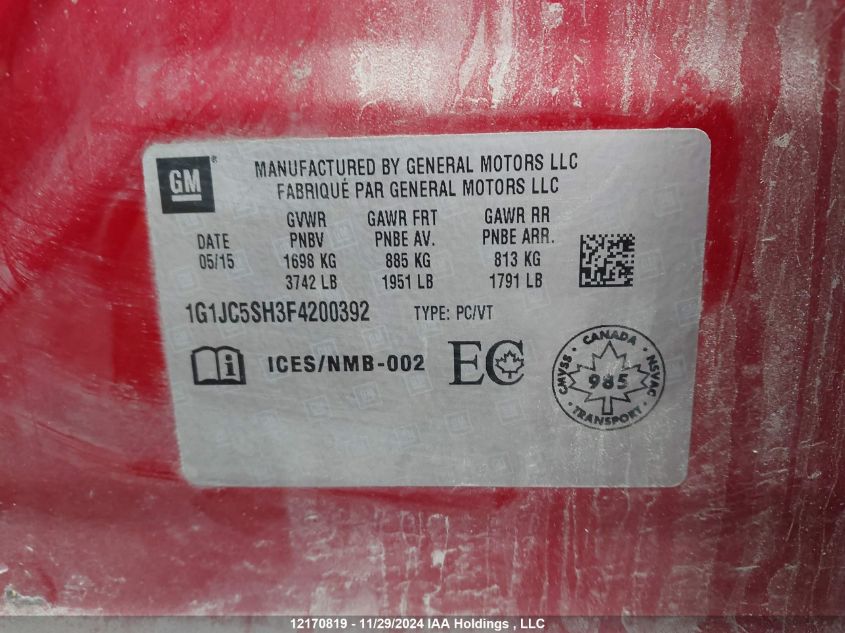 GM
MANUFACTURED BY GENERAL MOTORS LLC
FABRIQUÉ PAR GENERAL MOTORS LLC
GVWR GAWR FRT GAWR RR
DATE PNBV PNBE AV. PNBE ARR.
05/15 1698 KG 885 KG 813 KG
3742 LB 1951 LB 1791 LB
1G1JC5SH3F4200392 TYPE: PC/VT
ICES/NMB-002 EC
CANADA
CMVSS 985 NSVAC
TRANSPORT
12170819 - 11/29/2024 IAA Holdings , LLC